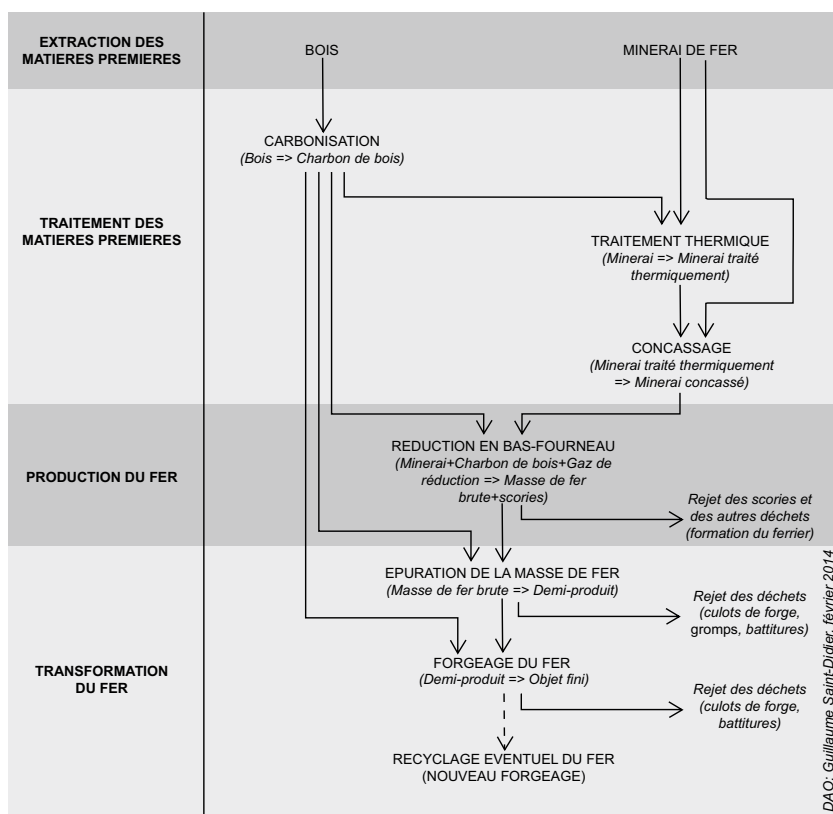 EXTRACTION DES
MATIERES PREMIERES
BOIS
MINERAI DE FER
CARBONISATION
(Bois => Charbon de bois)
TRAITEMENT DES
MATIERES PREMIERES
TRAITEMENT THERMIQUE
(Minerai => Minerai traité
thermiquement)
CONCASSAGE
(Minerai traité thermiquement
=> Minerai concassé)
PRODUCTION DU FER
REDUCTION EN BAS-FOURNEAU
(Minerai+Charbon de bois+Gaz de
réduction => Masse de fer
brute+scories)
Rejet des scories et
des autres déchets
(formation du ferrier)
TRANSFORMATION
DU FER
EPURATION DE LA MASSE DE FER
(Masse de fer brute => Demi-produit)
Rejet des déchets
(culots de forge,
gromps, battitures)
FORGEAGE DU FER
(Demi-produit => Objet fini)
Rejet des déchets
(culots de forge,
battitures)
RECYCLAGE EVENTUEL DU FER
(NOUVEAU FORGEAGE)
DAO: Guillaume Saint-Didier, février 2014